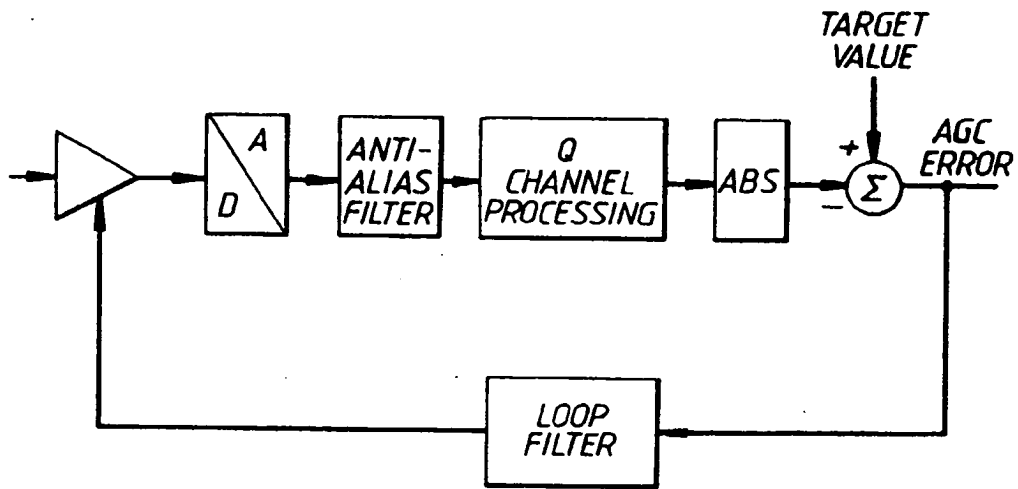 TARGET
VALUE
A
D
ANTI-
ALIAS
FILTER
Q
CHANNEL
PROCESSING
ABS
+
−
Σ
AGC
ERROR
LOOP
FILTER